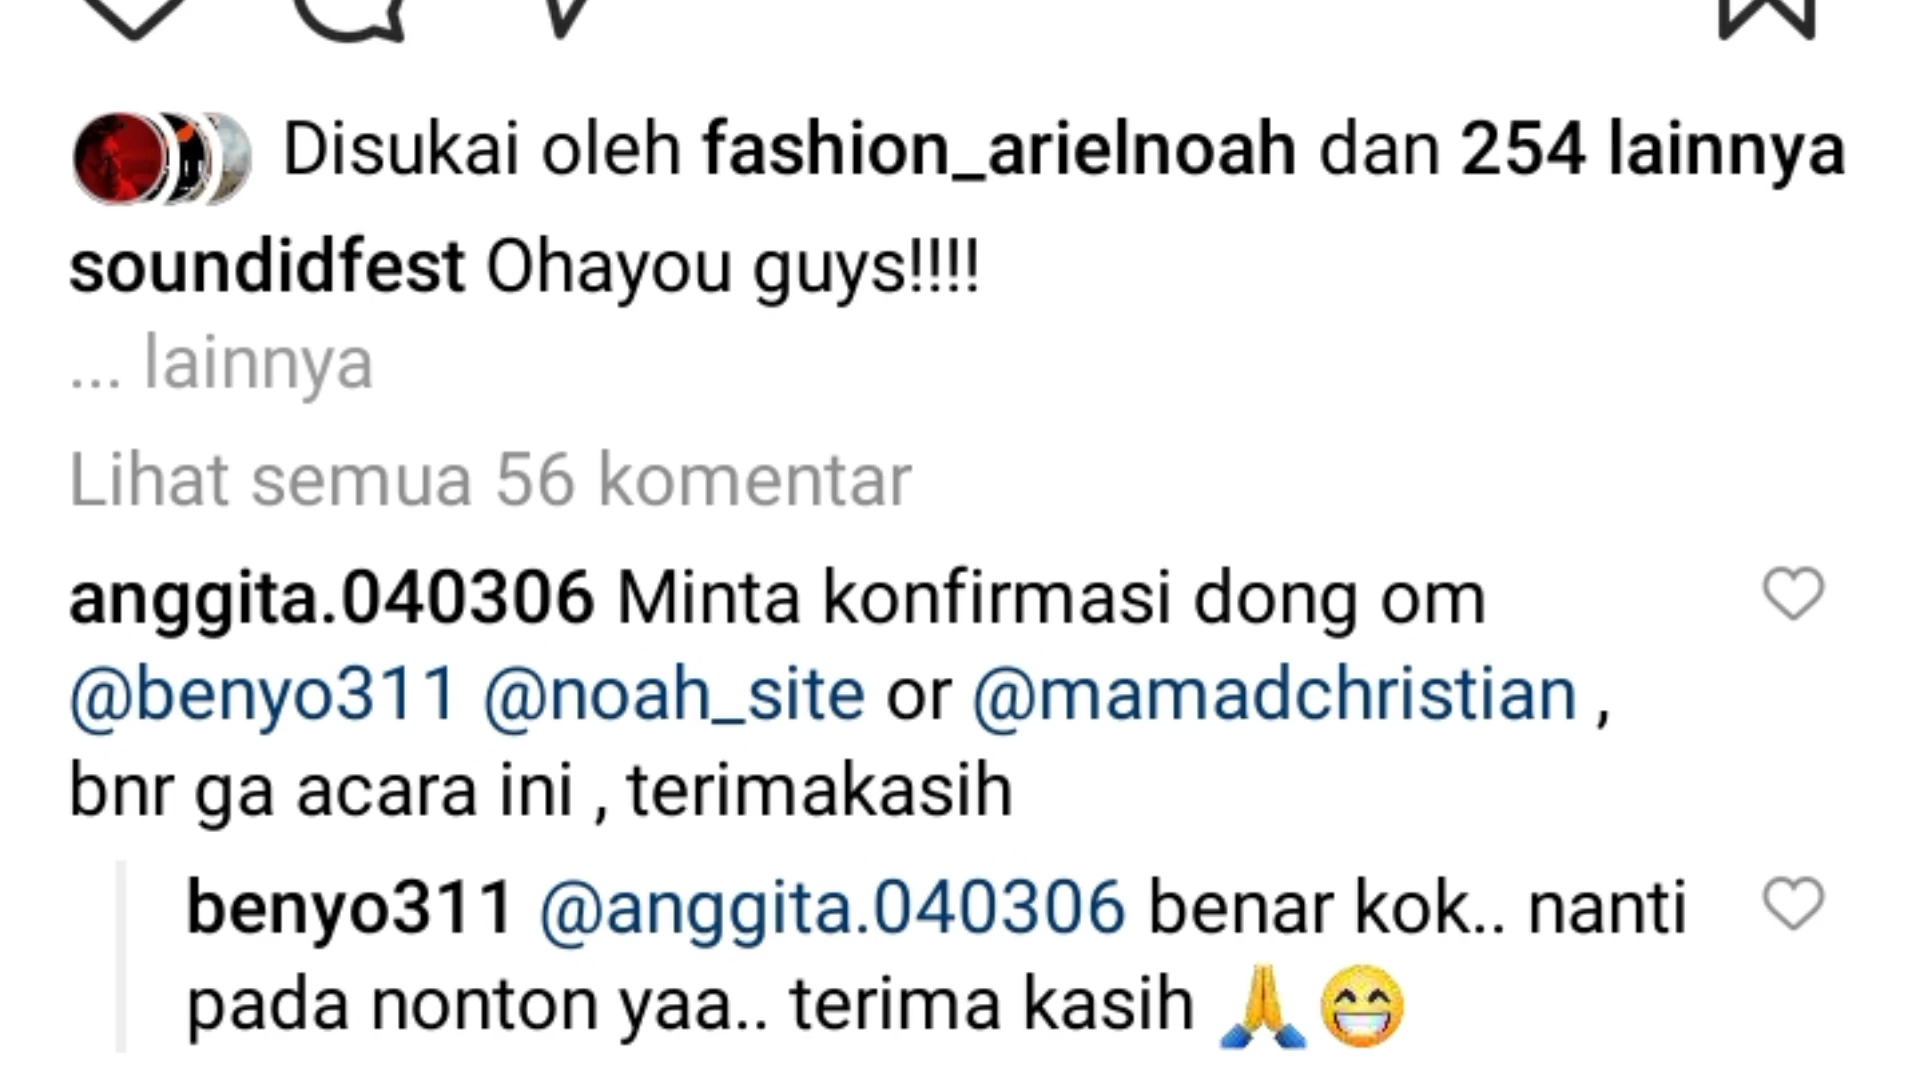 Disukai oleh fashion_arielnoah dan 254 lainnya
soundidfest Ohayou guys!!!!
... lainnya
Lihat semua 56 komentar
anggita.040306 Minta konfirmasi dong om
@benyo311 @noah_site or @mamadchristian ,
bnr ga acara ini , terimakasih
benyo311 @anggita.040306 benar kok.. nanti
pada nonton yaa.. terima kasih 🙏😁